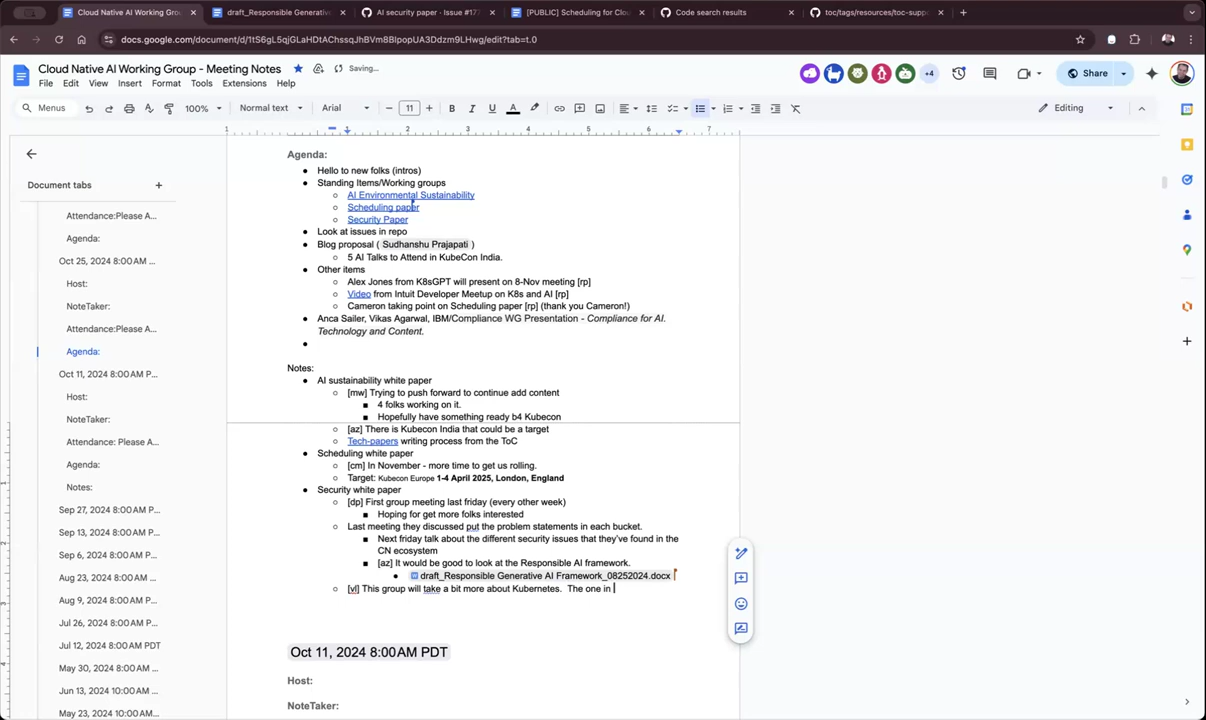 Cloud Native AI Working Gro
draft_Responsible Generative
AI security paper · Issue #17
[PUBLIC] Scheduling for Clo
Code search results
toc/tags/resources/toc-supp
docs.google.com/document/d/1tS6gL5qjGLaHDtAChssqJhBVm8BlpopUA3Ddzm9LHwg/edit?tab=t.0
Cloud Native AI Working Group - Meeting Notes
Saving...
File Edit View Insert Format Tools Extensions Help
+4
Share
Menus
100%
Normal text
Arial
11
Editing
1 2 3 4 5 6 7
Document tabs
Attendance:Please A...
Agenda:
Oct 25, 2024 8:00AM ...
Host:
NoteTaker:
Attendance:Please A...
Agenda:
Oct 11, 2024 8:00AM P...
Host:
NoteTaker:
Attendance: Please A...
Agenda:
Notes:
Sep 27, 2024 8:00AM P...
Sep 13, 2024 8:00AM P...
Sep 6, 2024 8:00AM P...
Aug 23, 2024 8:00AM P...
Aug 9, 2024 8:00AM P...
Jul 26, 2024 8:00AM P...
Jul 12, 2024 8:00AM PDT
May 30, 2024 8:00AM ...
Jun 13, 2024 10:00AM ...
May 23, 2024 10:00AM ...
Agenda:
Hello to new folks (intros)
Standing Items/Working groups
AI Environmental Sustainability
Scheduling paper
Security Paper
Look at issues in repo
Blog proposal ( Sudhanshu Prajapati )
5 AI Talks to Attend in KubeCon India.
Other items
Alex Jones from K8sGPT will present on 8-Nov meeting [rp]
Video from Intuit Developer Meetup on K8s and AI [rp]
Cameron taking point on Scheduling paper [rp] (thank you Cameron!)
Anca Sailer, Vikas Agarwal, IBM/Compliance WG Presentation - Compliance for AI.
Technology and Content.
Notes:
AI sustainability white paper
[mw] Trying to push forward to continue add content
4 folks working on it.
Hopefully have something ready b4 Kubecon
[az] There is Kubecon India that could be a target
Tech-papers writing process from the ToC
Scheduling white paper
[cm] In November - more time to get us rolling.
Target: Kubecon Europe 1-4 April 2025, London, England
Security white paper
[dp] First group meeting last friday (every other week)
Hoping for get more folks interested
Last meeting they discussed put the problem statements in each bucket.
Next friday talk about the different security issues that they've found in the
CN ecosystem
[az] It would be good to look at the Responsible AI framework.
draft_Responsible Generative AI Framework_08252024.docx
[vl] This group will take a bit more about Kubernetes. The one in
Oct 11, 2024 8:00AM PDT
Host:
NoteTaker: